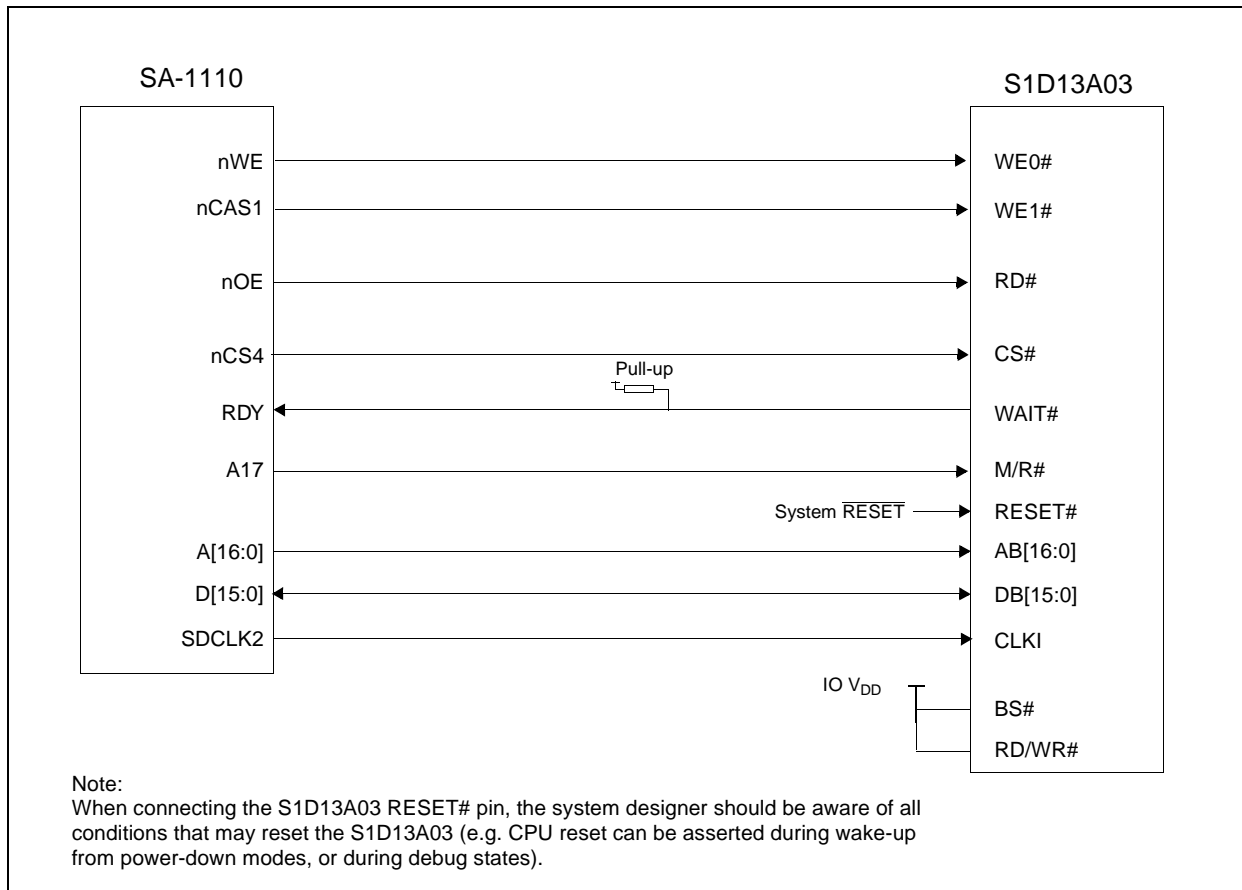 SA-1110
S1D13A03
nWE
WE0#
nCAS1
WE1#
nOE
RD#
nCS4
CS#
Pull-up
RDY
WAIT#
A17
M/R#
System RESET
RESET#
A[16:0]
AB[16:0]
D[15:0]
DB[15:0]
SDCLK2
CLKI
IO VDD
BS#
RD/WR#
Note:
When connecting the S1D13A03 RESET# pin, the system designer should be aware of all
conditions that may reset the S1D13A03 (e.g. CPU reset can be asserted during wake-up
from power-down modes, or during debug states).